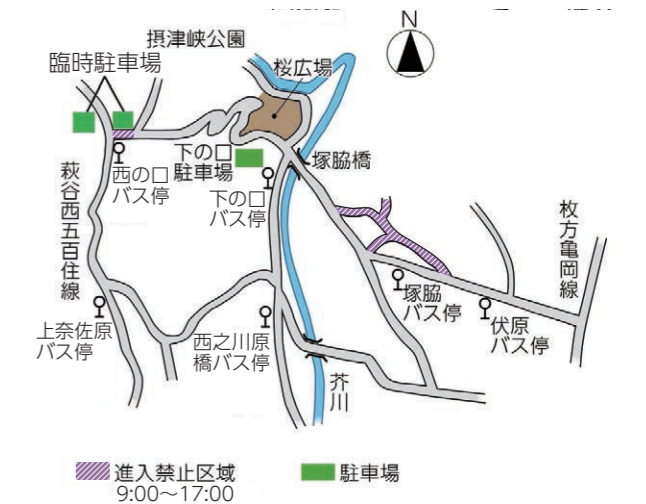 N
摂津峡公園
臨時駐車場
桜広場
下の口
駐車場
塚脇橋
西の口
バス停
下の口
バス停
萩谷西五百住線
枚方亀岡線
塚脇
バス停
伏原
バス停
上奈佐原
バス停
西之川原
橋バス停
芥川
進入禁止区域
9:00〜17:00
駐車場